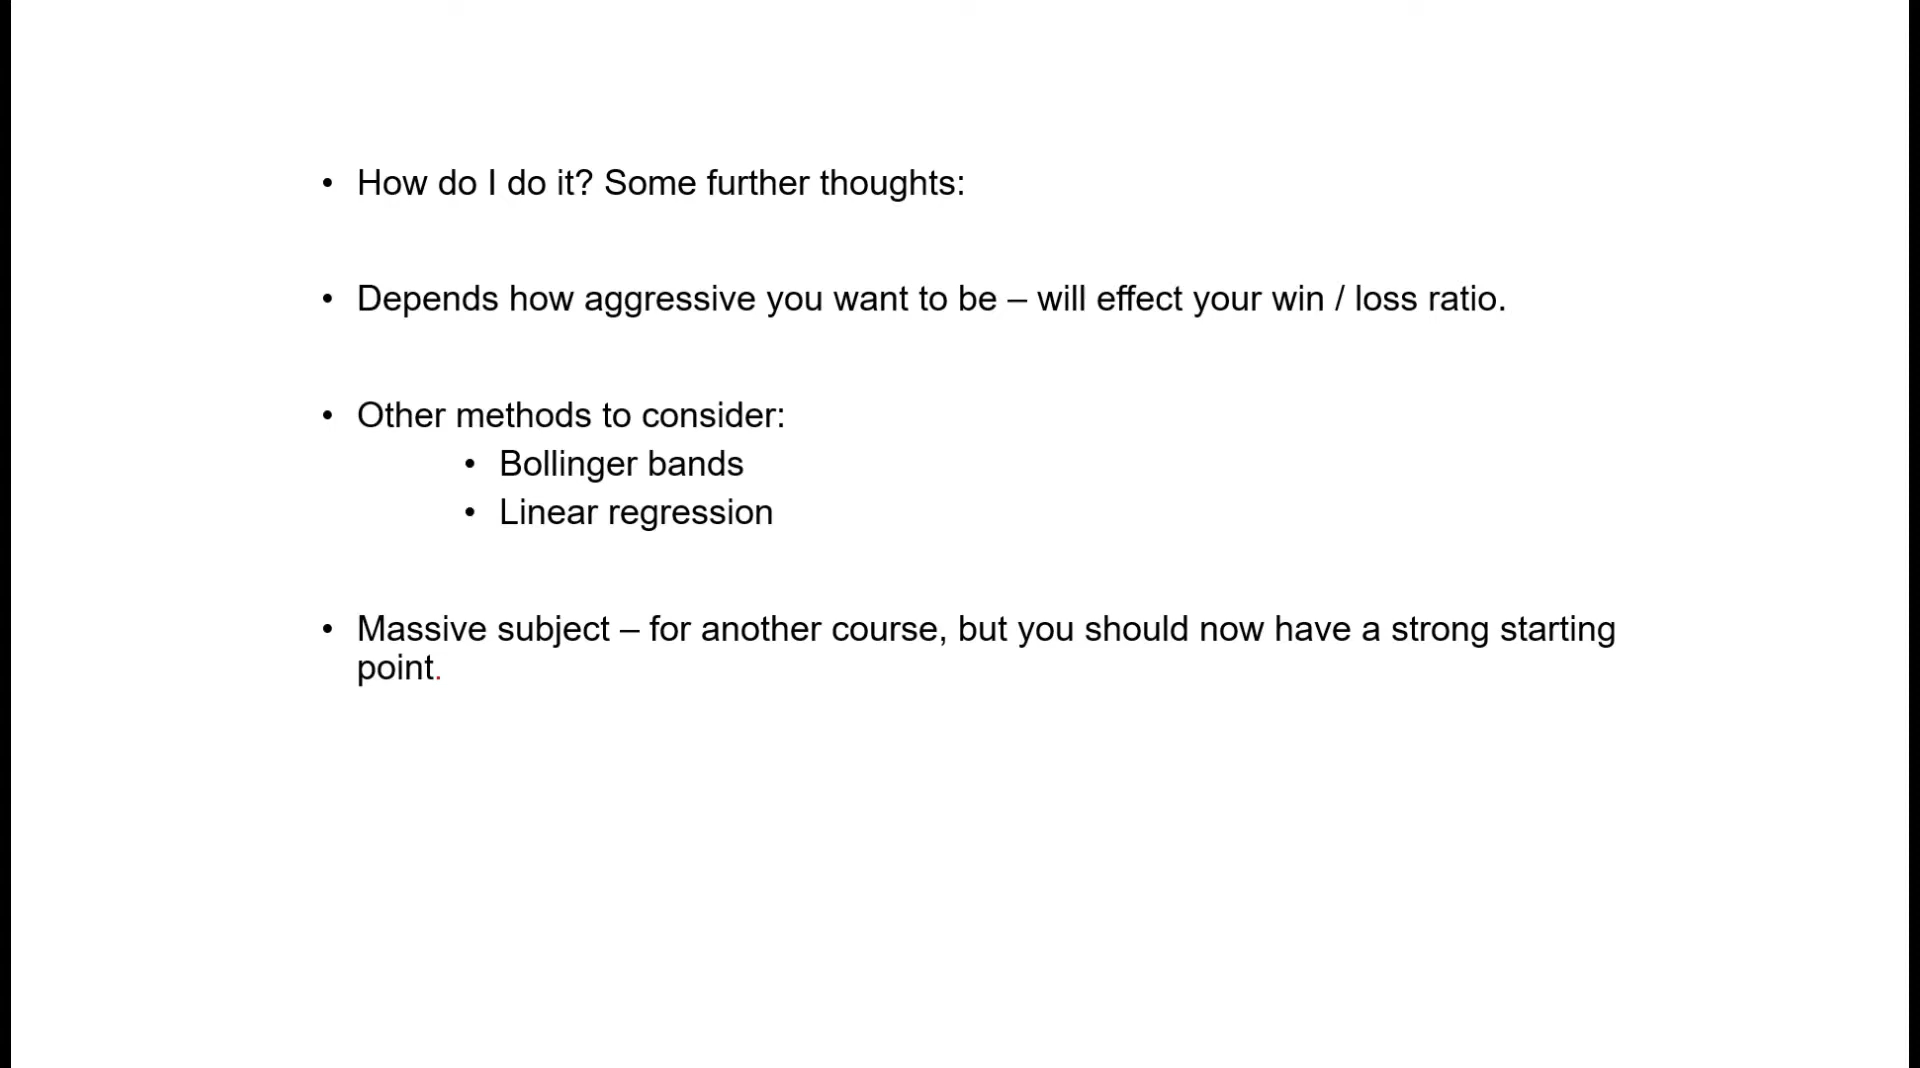 • How do I do it? Some further thoughts:
• Depends how aggressive you want to be – will effect your win / loss ratio.
• Other methods to consider:
• Bollinger bands
• Linear regression
• Massive subject – for another course, but you should now have a strong starting
point.